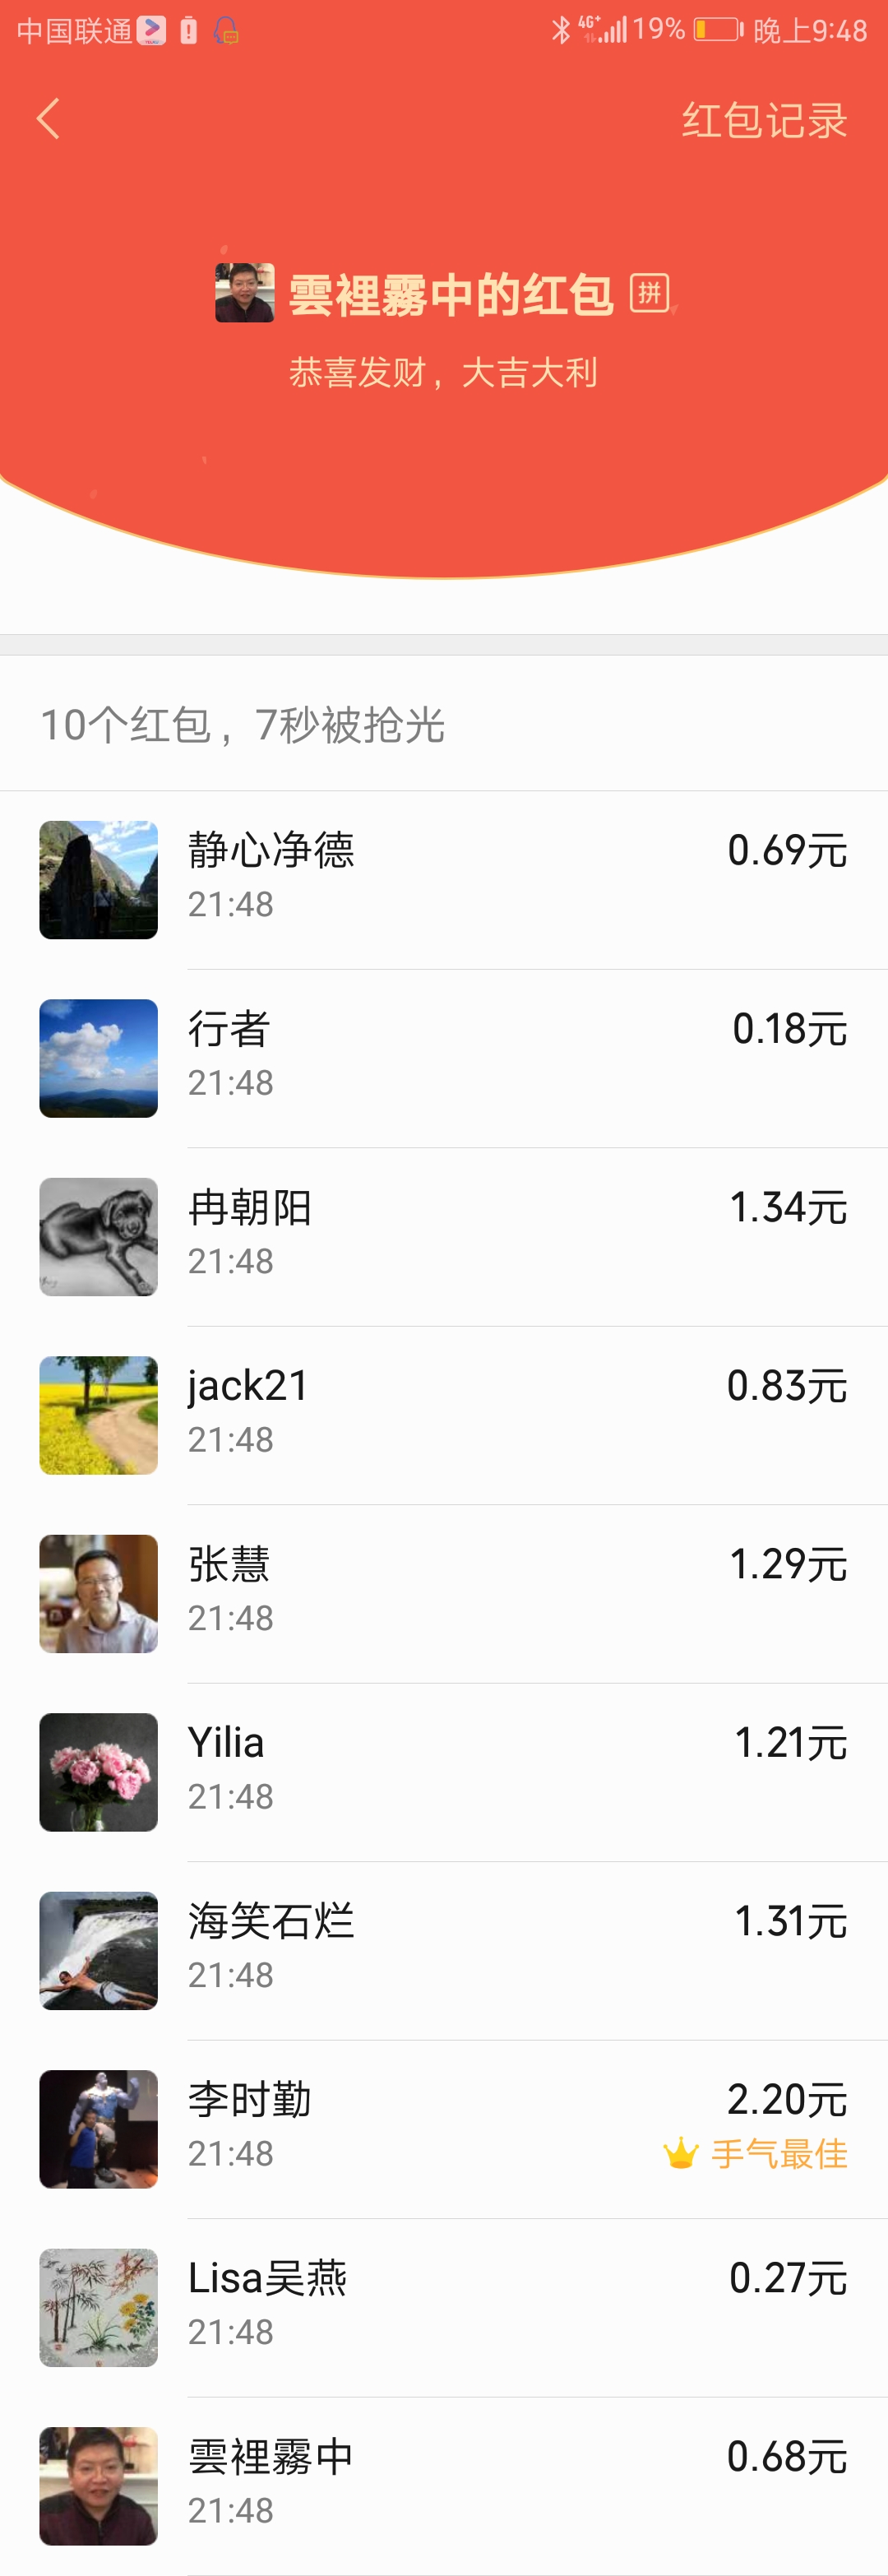 中国联通 4G+ 19% 晚上9:48
红包记录
雲裡霧中的红包 拼
恭喜发财，大吉大利
10个红包，7秒被抢光
静心净德 0.69元
21:48
行者 0.18元
21:48
冉朝阳 1.34元
21:48
jack21 0.83元
21:48
张慧 1.29元
21:48
Yilia 1.21元
21:48
海笑石烂 1.31元
21:48
李时勤 2.20元
21:48 手气最佳
Lisa吴燕 0.27元
21:48
雲裡霧中 0.68元
21:48